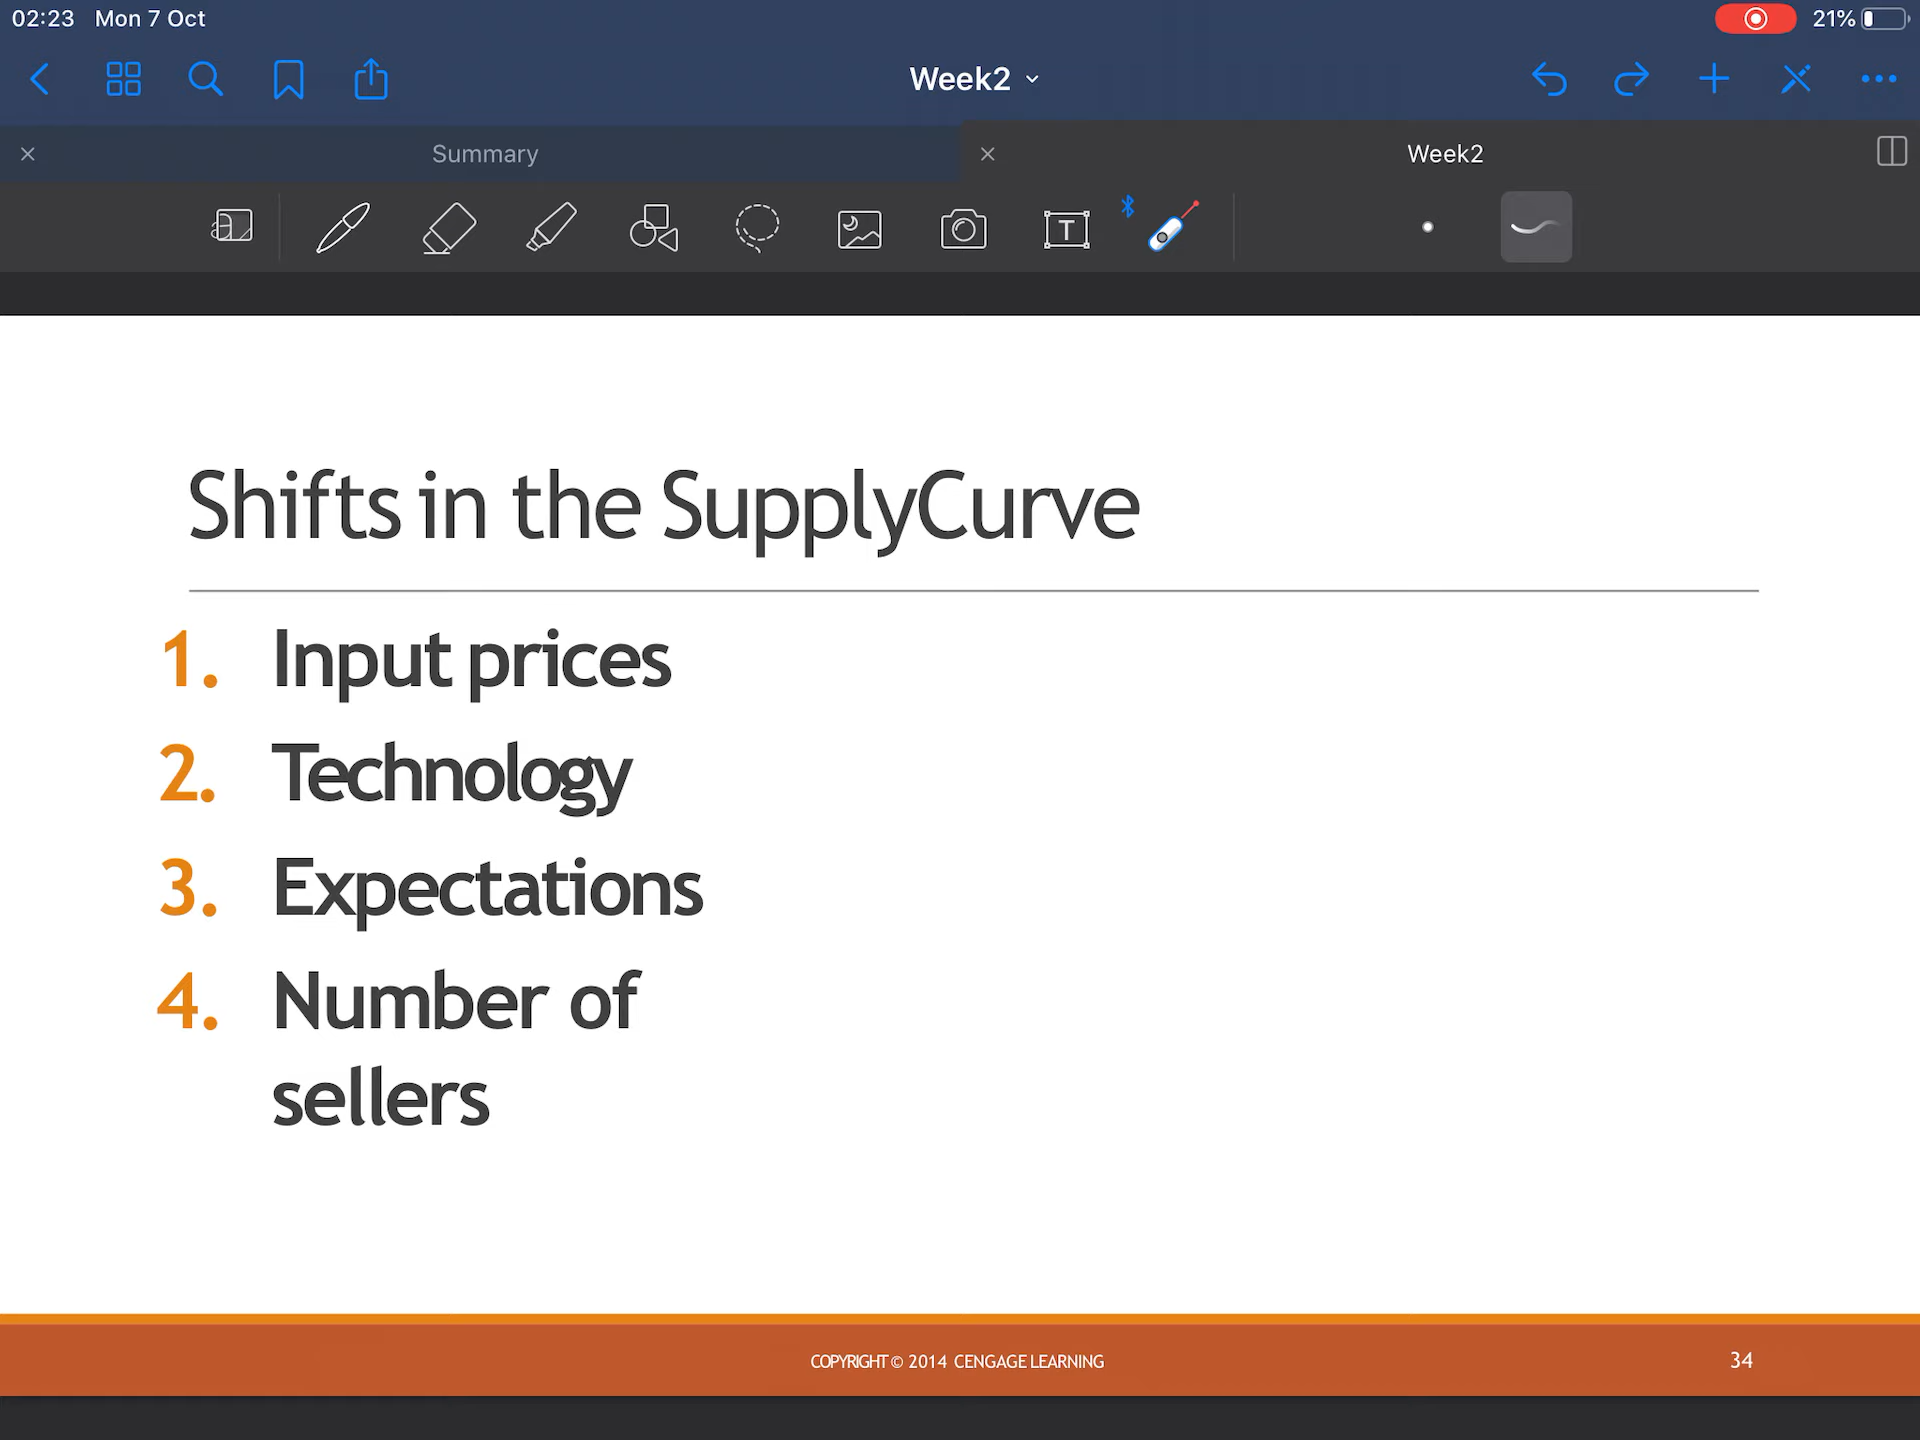 02:23 Mon 7 Oct
21%
Week2
Summary
Week2
T
Shifts in the SupplyCurve
1. Input prices
2. Technology
3. Expectations
4. Number of
sellers
COPYRIGHT © 2014 CENGAGE LEARNING
34